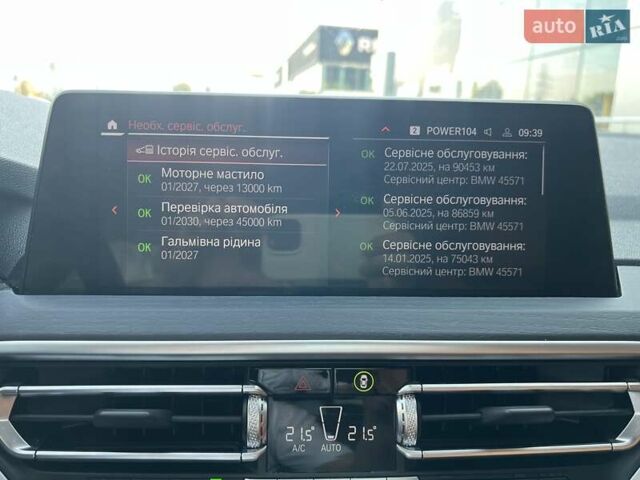 auto RIA .com
Необх. сервіс. обслуг.
2 POWER104 09:39
Історія сервіс. обслуг.
OK Моторне мастило
01/2027, через 13000 km
OK Перевірка автомобіля
01/2030, через 45000 km
OK Гальмівна рідина
01/2027
OK Сервісне обслуговування:
22.07.2025, на 90453 км
Сервісний центр: BMW 45571
OK Сервісне обслуговування:
05.06.2025, на 86859 км
Сервісний центр: BMW 45571
OK Сервісне обслуговування:
14.01.2025, на 75043 км
Сервісний центр: BMW 45571
21.5° 21.5°
A/C AUTO